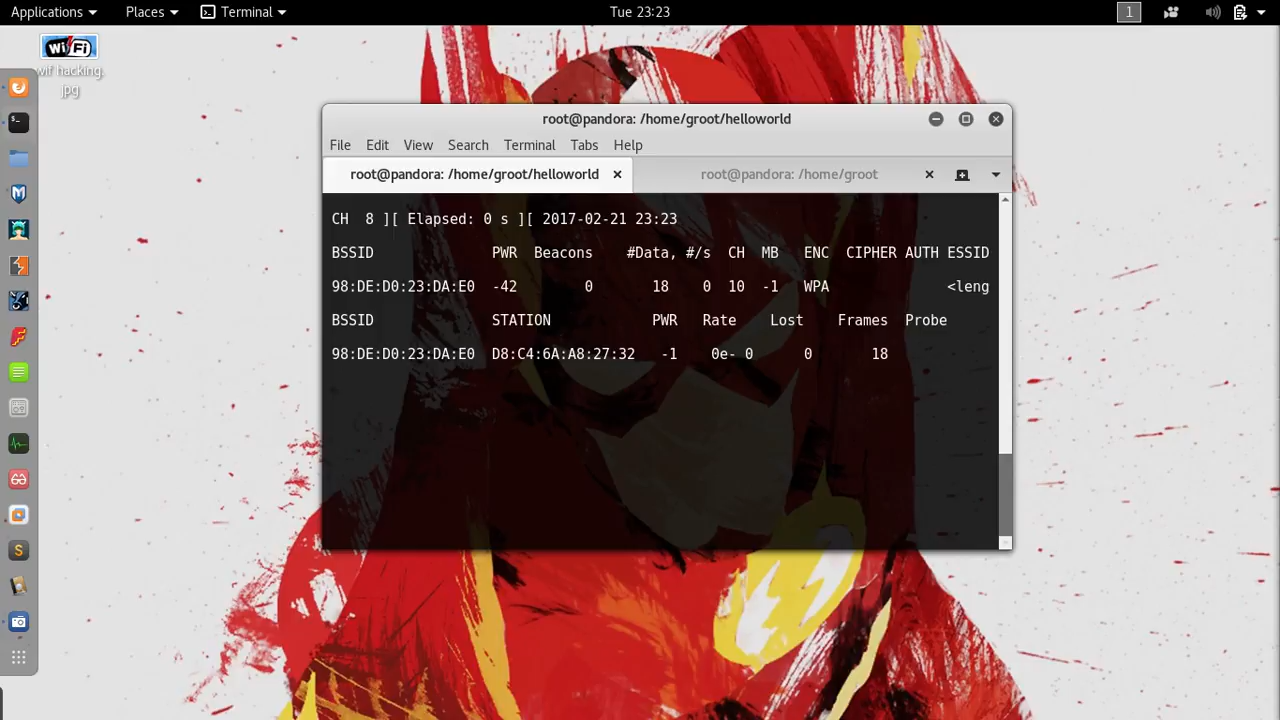 Applications Places Terminal Tue 23:23 1
WiFi
wif hacking.
jpg
root@pandora: /home/groot/helloworld
File Edit View Search Terminal Tabs Help
root@pandora: /home/groot/helloworld root@pandora: /home/groot
CH 8 ][ Elapsed: 0 s ][ 2017-02-21 23:23
BSSID PWR Beacons #Data, #/s CH MB ENC CIPHER AUTH ESSID
98:DE:D0:23:DA:E0 -42 0 18 0 10 -1 WPA <leng
BSSID STATION PWR Rate Lost Frames Probe
98:DE:D0:23:DA:E0 D8:C4:6A:A8:27:32 -1 0e- 0 0 18
S